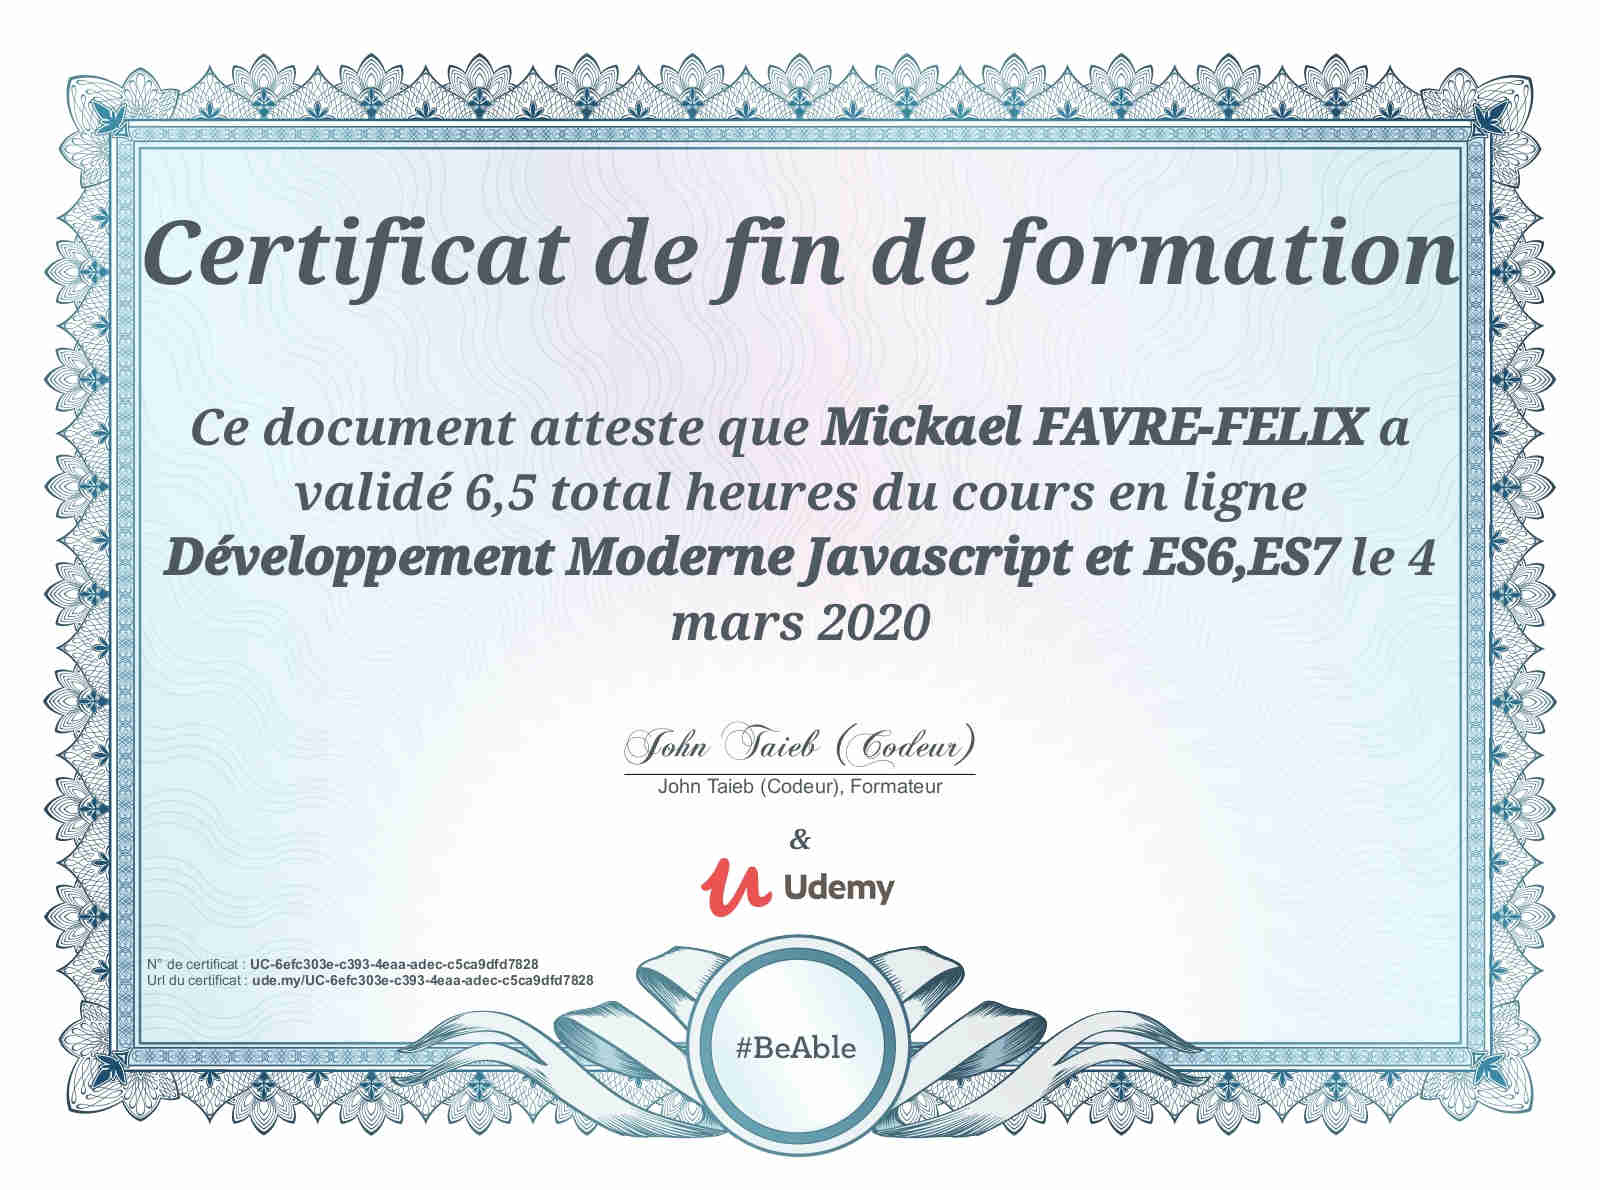 Certificat de fin de formation
Ce document atteste que Mickael FAVRE-FELIX a
validé 6,5 total heures du cours en ligne
Développement Moderne Javascript et ES6,ES7 le 4
mars 2020
John Taieb (Codeur)
John Taieb (Codeur), Formateur
&
Udemy
N° de certificat : UC-6efc303e-c393-4eaa-adec-c5ca9dfd7828
Url du certificat : ude.my/UC-6efc303e-c393-4eaa-adec-c5ca9dfd7828
#BeAble